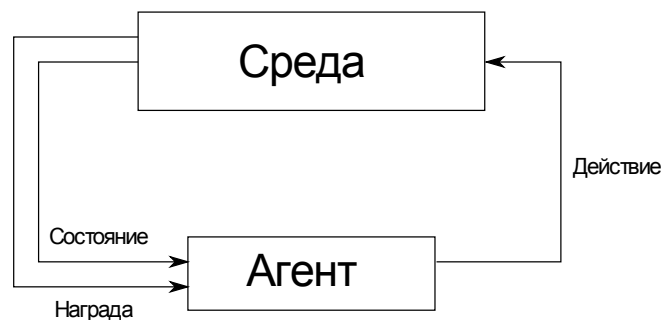 Среда
Действие
Состояние
Агент
Награда